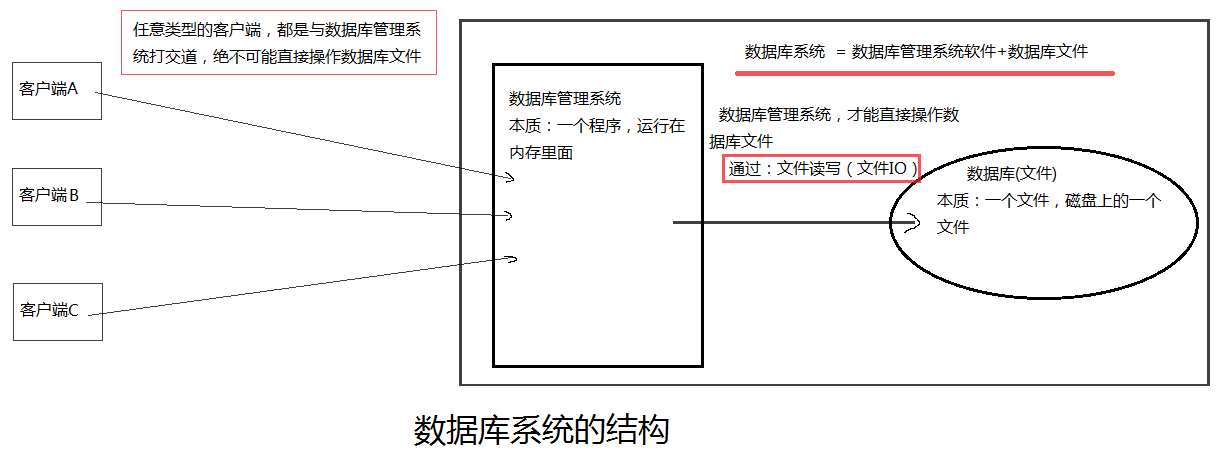 任意类型的客户端，都是与数据库管理系
统打交道，绝不可能直接操作数据库文件
数据库系统 = 数据库管理系统软件+数据库文件
客户端A
数据库管理系统
本质：一个程序，运行在
内存里面
数据库管理系统，才能直接操作数
据库文件
通过：文件读写（文件IO）
客户端B
数据库(文件)
本质：一个文件，磁盘上的一个
文件
客户端C
数据库系统的结构